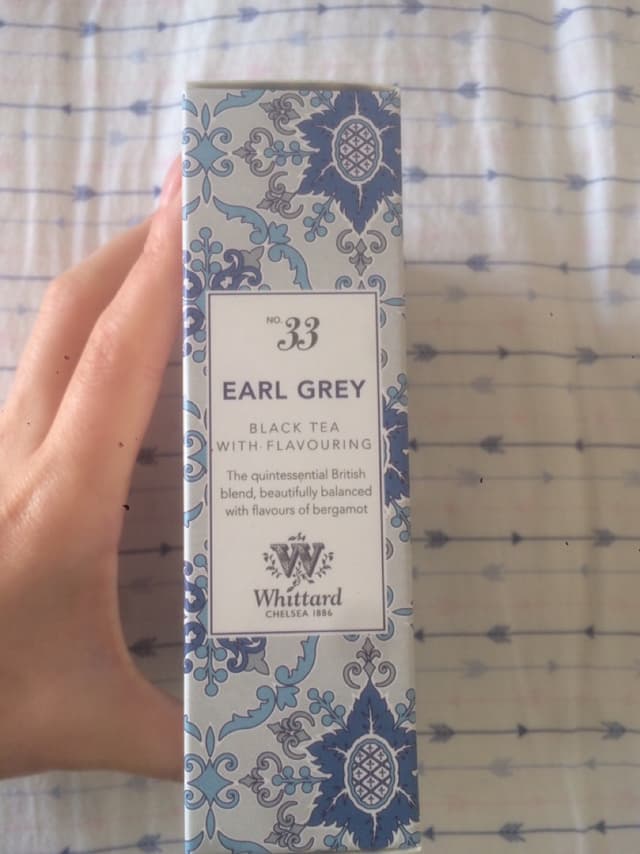 NO. 33
EARL GREY
BLACK TEA
WITH FLAVOURING
The quintessential British
blend, beautifully balanced
with flavours of bergamot
W
Whittard
CHELSEA 1886